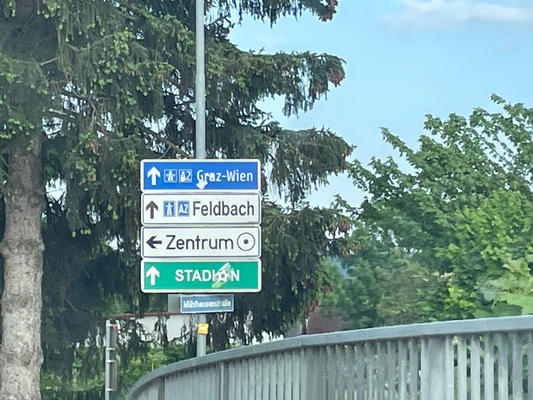 A2 Graz-Wien
A2 Feldbach
Zentrum
STADION
Mühlhausenstraße